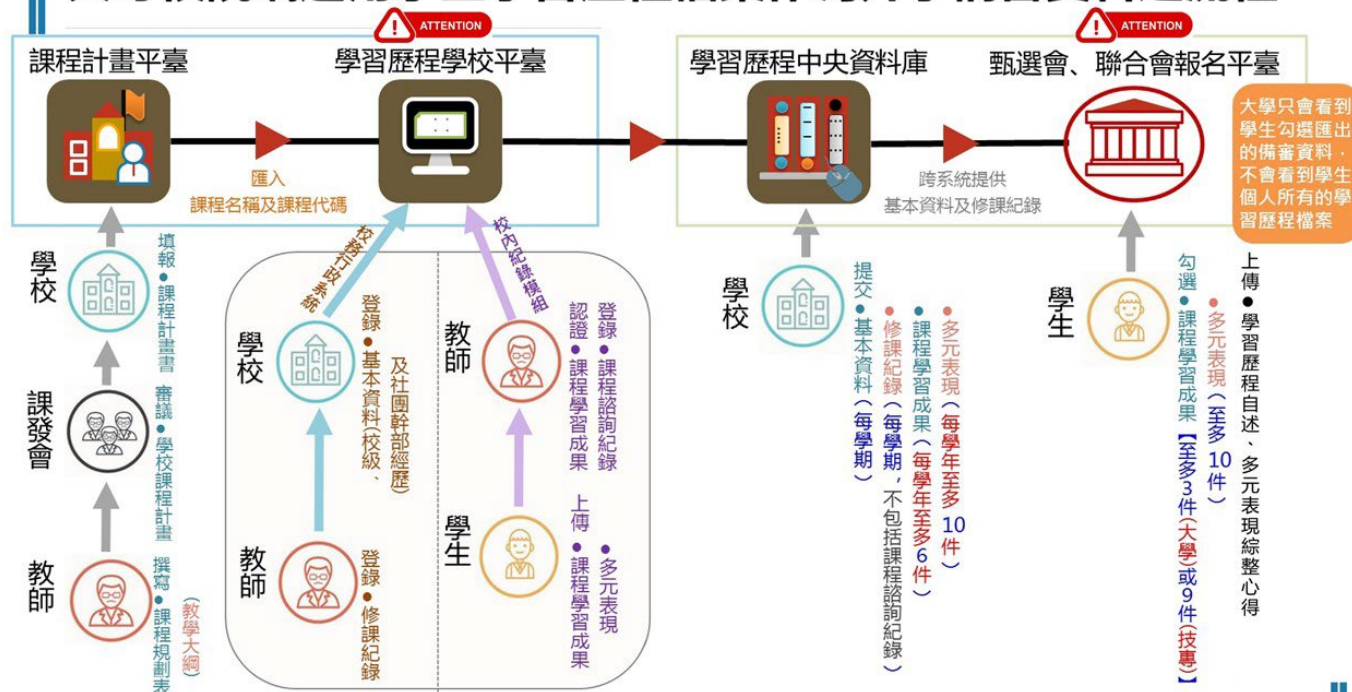 ATTENTION
ATTENTION
課程計畫平臺
學習歷程學校平臺
學習歷程中央資料庫
甄選會、聯合會報名平臺
匯入
課程名稱及課程代碼
跨系統提供
基本資料及修課紀錄
大學只會看到
學生勾選匯出
的備審資料,
不會看到學生
個人所有的學
習歷程檔案
學校
填報●課程計畫書
課發會
審議●學校課程計畫
教師
撰寫●課程規劃表
(教學大綱)
校務行政系統
學校
登錄●基本資料(校級、
及社團幹部經歷)
教師
登錄●修課紀錄
校內紀錄模組
教師
登錄●課程諮詢紀錄
認證●課程學習成果
學生
●多元表現
上傳●課程學習成果
學校
提交●基本資料(每學期)
●修課紀錄(每學期,不包括課程諮詢紀錄)
●課程學習成果(每學年至多6件)
●多元表現(每學年至多10件)
學生
勾選●課程學習成果【至多3件(大學)或9件(技專)】
●多元表現(至多10件)
上傳●學習歷程自述、多元表現綜整心得